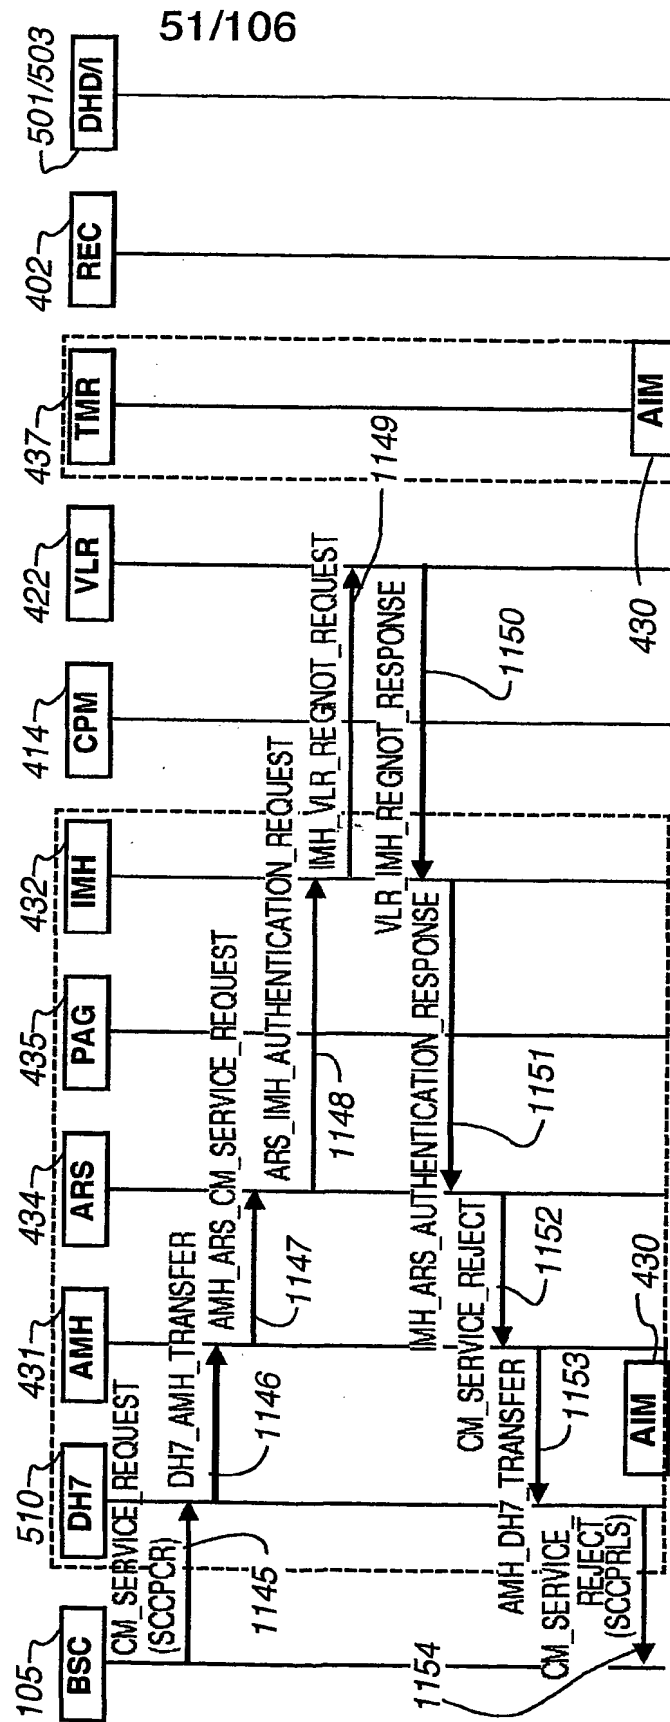 51/106
105
BSC
510
DH7
431
AMH
434
ARS
435
PAG
432
IMH
414
CPM
422
VLR
437
TMR
402
REC
501/503
DHD/I
CM_SERVICE_REQUEST
(SCCPCR)
1145
DH7_AMH_TRANSFER
1146
AMH_ARS_CM_SERVICE_REQUEST
1147
ARS_IMH_AUTHENTICATION_REQUEST
1148
IMH_VLR_REGNOT_REQUEST
1149
VLR_IMH_REGNOT_RESPONSE
1150
IMH_ARS_AUTHENTICATION_RESPONSE
1151
CM_SERVICE_REJECT
1152
AMH_DH7_TRANSFER
1153
CM_SERVICE_
REJECT
(SCCPRLS)
1154
AIM
430
AIM
430